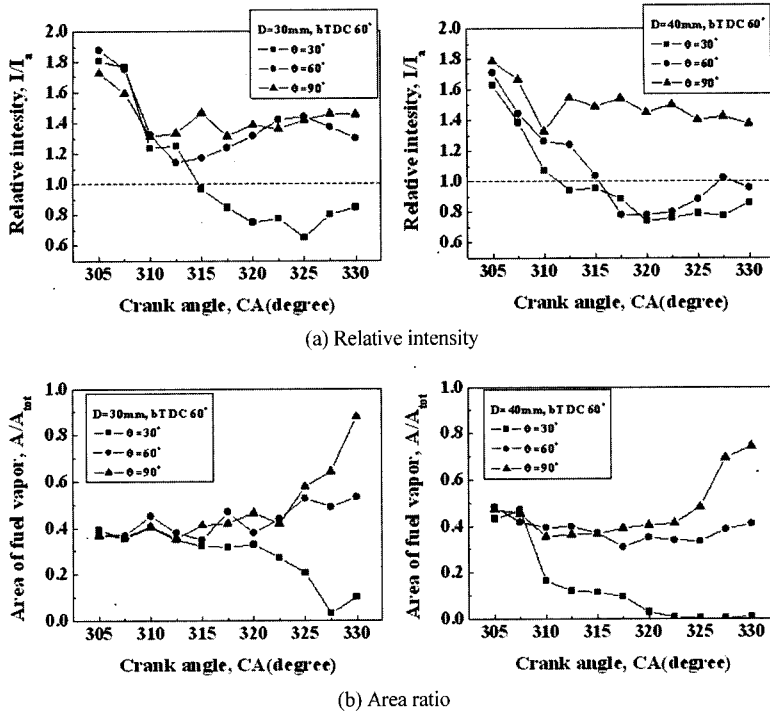 D=30mm, bTDC 60°
θ=30°
θ=60°
θ=90°
Relative intesity, I/Ia
2.0
1.8
1.6
1.4
1.2
1.0
0.8
0.6
305 310 315 320 325 330
Crank angle, CA(degree)
D=40mm, bTDC 60°
θ=30°
θ=60°
θ=90°
Relative intesity, I/Ia
2.0
1.8
1.6
1.4
1.2
1.0
0.8
0.6
305 310 315 320 325 330
Crank angle, CA(degree)
(a) Relative intensity
D=30mm, bTDC 60°
θ=30°
θ=60°
θ=90°
Area of fuel vapor, A/Atot
1.0
0.8
0.6
0.4
0.2
0.0
305 310 315 320 325 330
Crank angle, CA(degree)
D=40mm, bTDC 60°
θ=30°
θ=60°
θ=90°
Area of fuel vapor, A/Atot
1.0
0.8
0.6
0.4
0.2
0.0
305 310 315 320 325 330
Crank angle, CA(degree)
(b) Area ratio